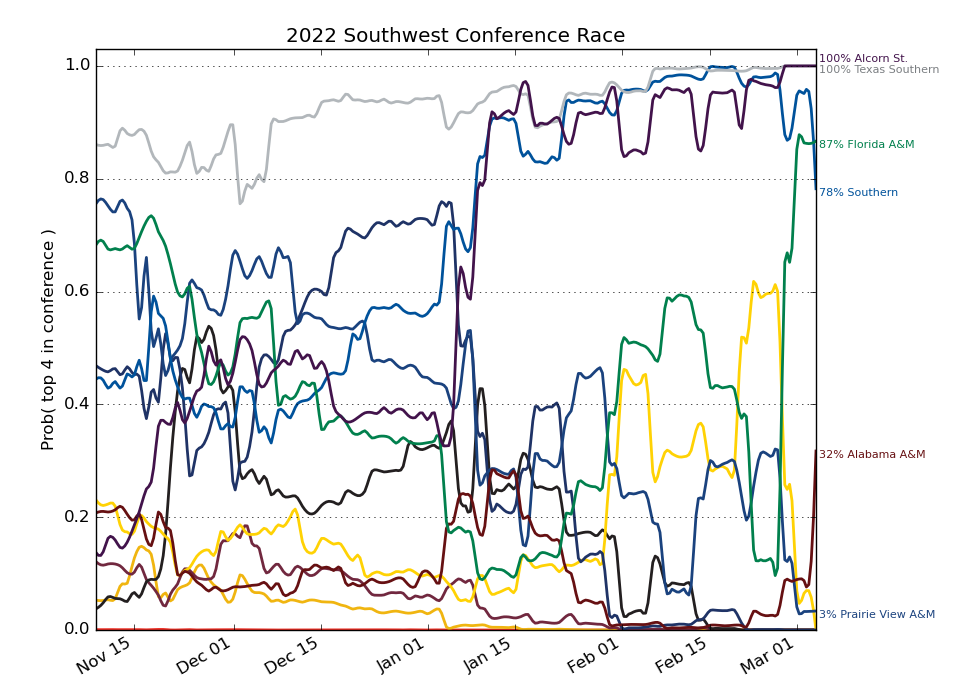 2022 Southwest Conference Race
Prob( top 4 in conference )
1.0
0.8
0.6
0.4
0.2
0.0
Nov 15
Dec 01
Dec 15
Jan 01
Jan 15
Feb 01
Feb 15
Mar 01
100% Alcorn St.
100% Texas Southern
87% Florida A&M
78% Southern
32% Alabama A&M
3% Prairie View A&M